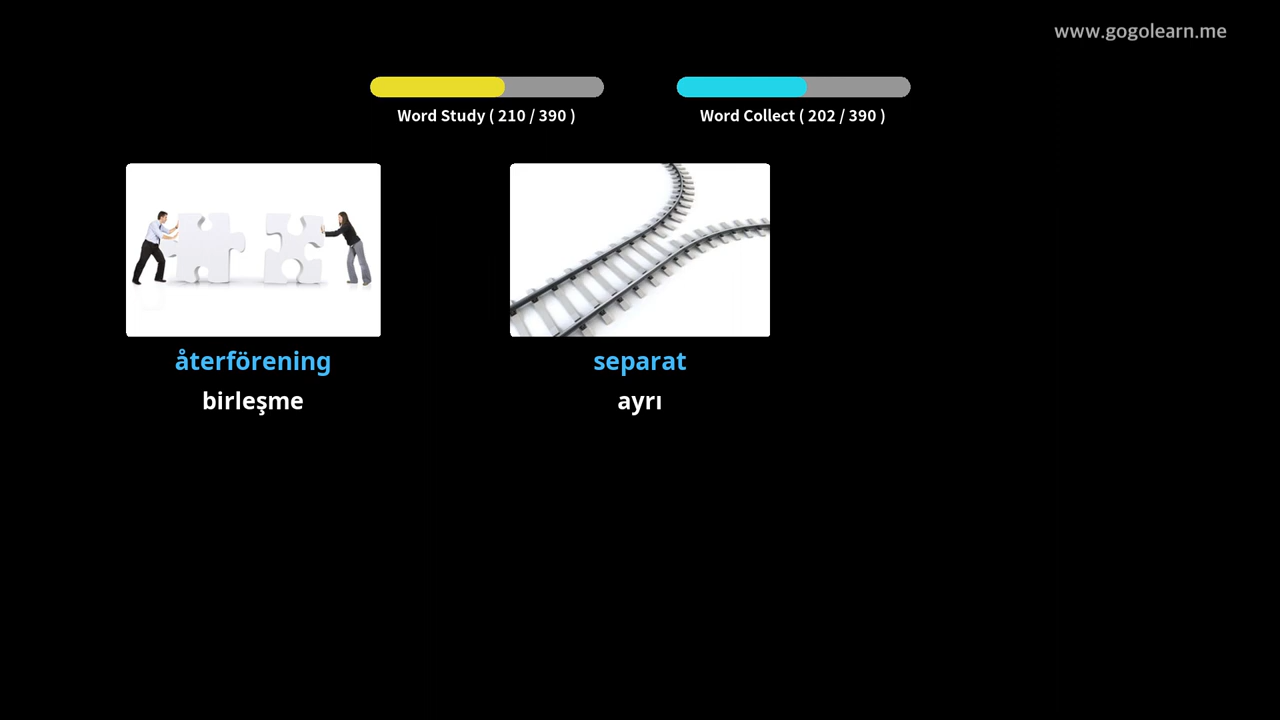 www.gogolearn.me
Word Study ( 210 / 390 )
Word Collect ( 202 / 390 )
återförening
separat
birleşme
ayrı